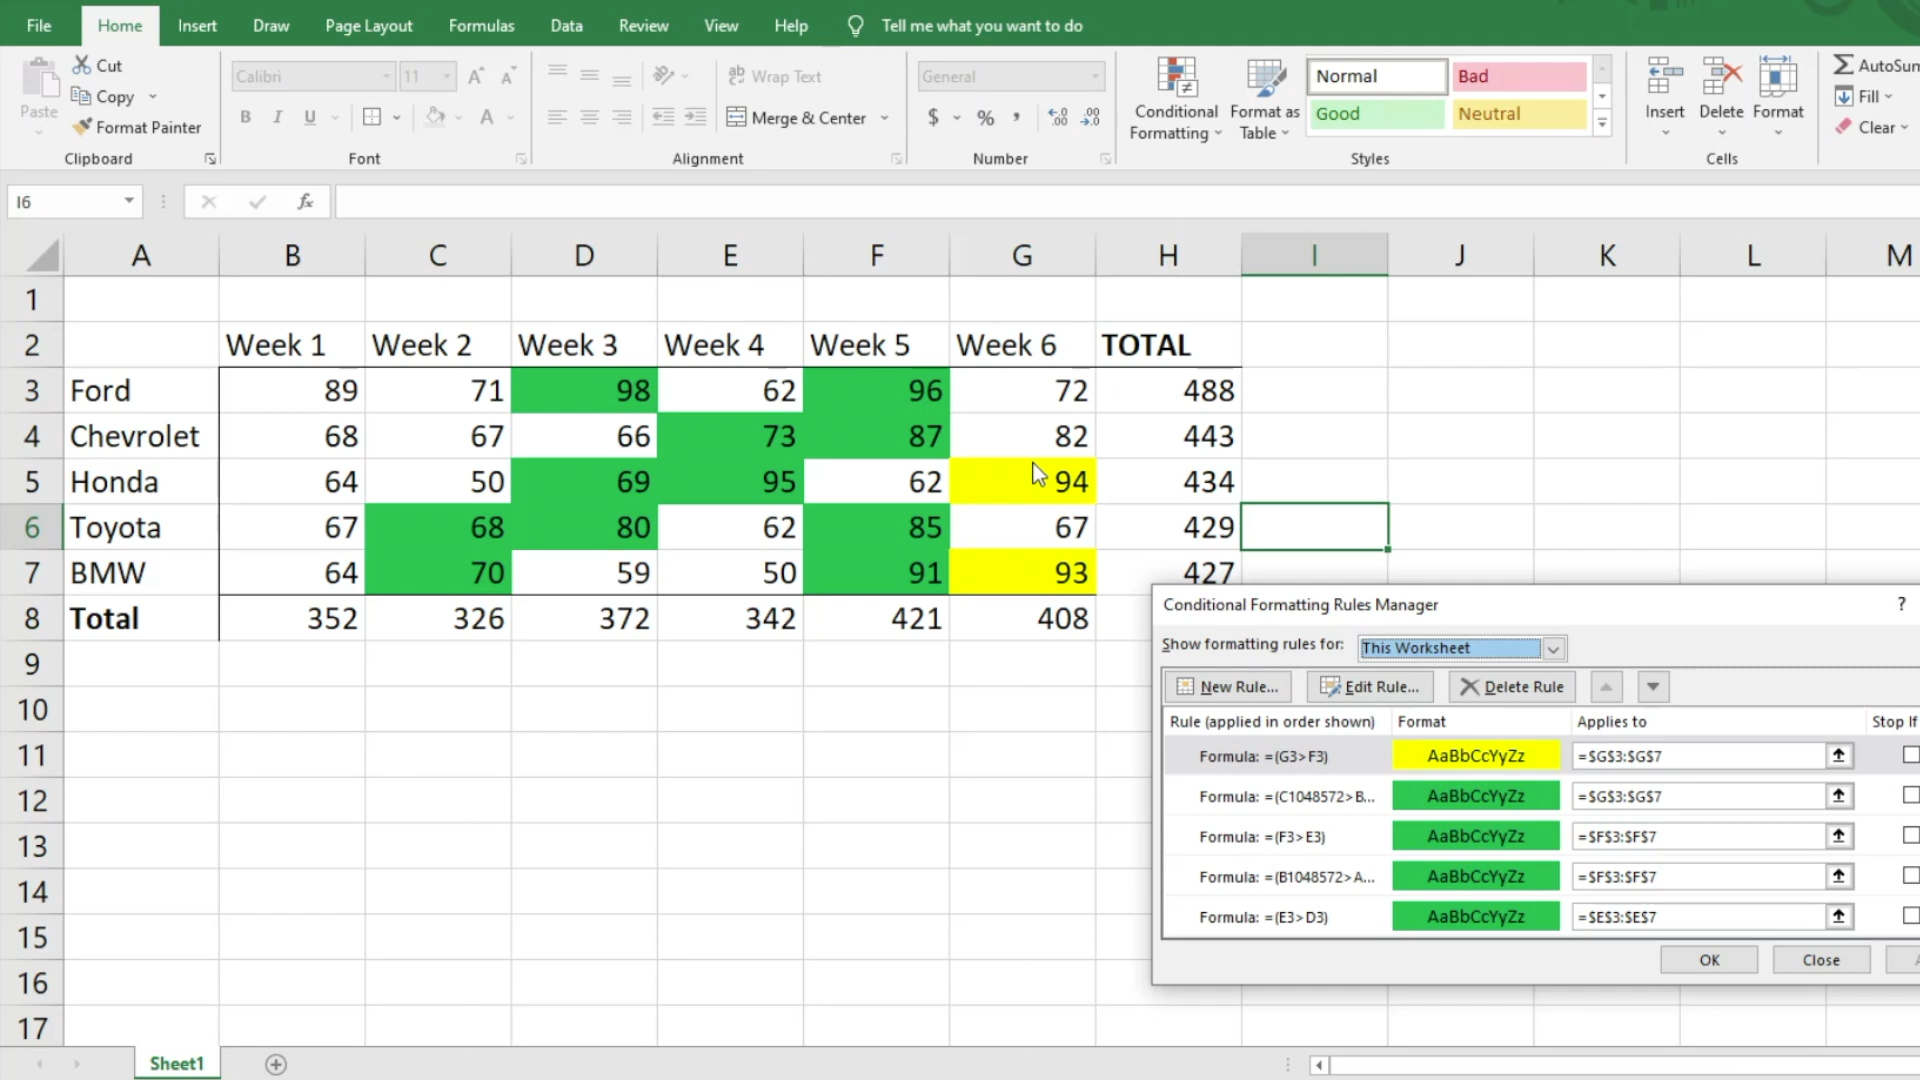 File Home Insert Draw Page Layout Formulas Data Review View Help Tell me what you want to do
Cut
Copy
Format Painter
Paste
Clipboard
Calibri 11 A A
B I U A
Font
ab Wrap Text
Merge & Center
Alignment
General
$ % ,
Number
Conditional Formatting
Format as Table
Normal Bad
Good Neutral
Styles
Insert Delete Format
Cells
AutoSum
Fill
Clear
I6 fx
A B C D E F G H I J K L M
1
2 Week 1 Week 2 Week 3 Week 4 Week 5 Week 6 TOTAL
3 Ford 89 71 98 62 96 72 488
4 Chevrolet 68 67 66 73 87 82 443
5 Honda 64 50 69 95 62 94 434
6 Toyota 67 68 80 62 85 67 429
7 BMW 64 70 59 50 91 93 427
8 Total 352 326 372 342 421 408
9
10
11
12
13
14
15
16
17
Conditional Formatting Rules Manager ?
Show formatting rules for: This Worksheet
New Rule... Edit Rule... Delete Rule
Rule (applied in order shown) Format Applies to Stop If
Formula: =(G3>F3) AaBbCcYyZz =$G$3:$G$7
Formula: =(C1048572>B... AaBbCcYyZz =$G$3:$G$7
Formula: =(F3>E3) AaBbCcYyZz =$F$3:$F$7
Formula: =(B1048572>A... AaBbCcYyZz =$F$3:$F$7
Formula: =(E3>D3) AaBbCcYyZz =$E$3:$E$7
OK Close
Sheet1